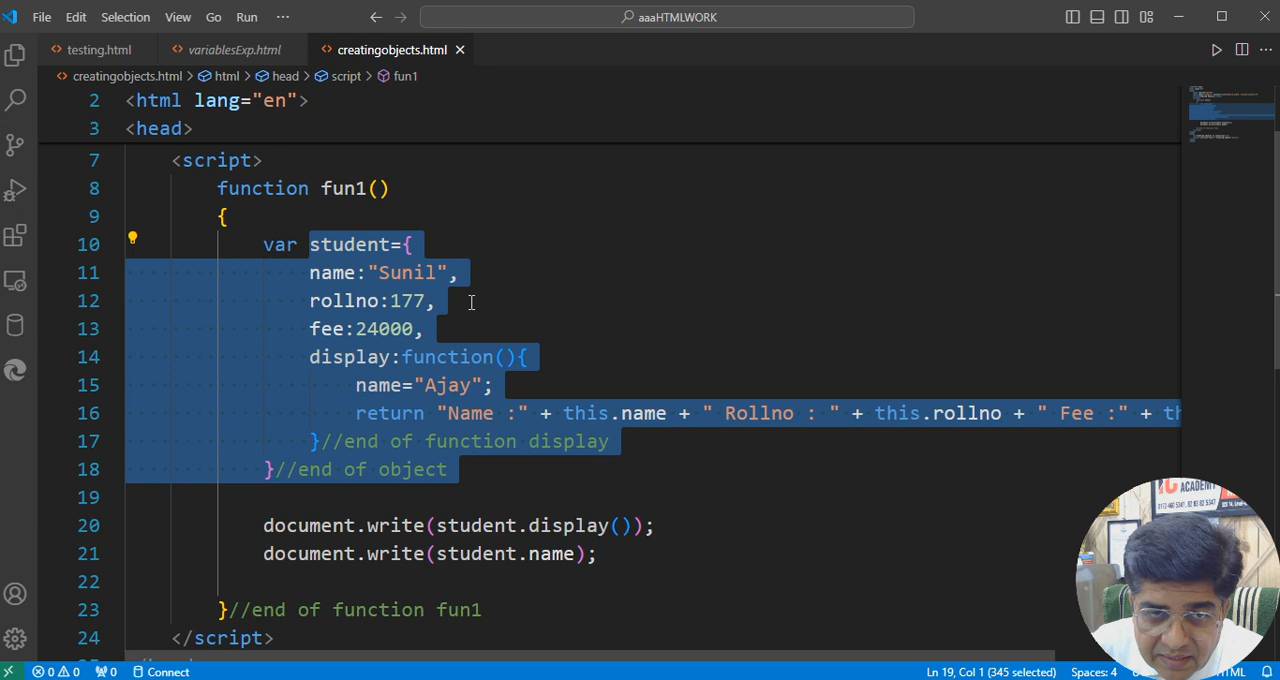 File Edit Selection View Go Run ··· aaaHTMLWORK
testing.html variablesExp.html creatingobjects.html
creatingobjects.html > html > head > script > fun1
2 <html lang="en">
3 <head>
7 <script>
8 function fun1()
9 {
10 var student={
11 name:"Sunil",
12 rollno:177,
13 fee:24000,
14 display:function(){
15 name="Ajay";
16 return "Name :" + this.name + " Rollno : " + this.rollno + " Fee :" + th
17 }//end of function display
18 }//end of object
19
20 document.write(student.display());
21 document.write(student.name);
22
23 }//end of function fun1
24 </script>
ACADEMY
0 0 0 Connect Ln 19, Col 1 (345 selected) Spaces: 4 HTML